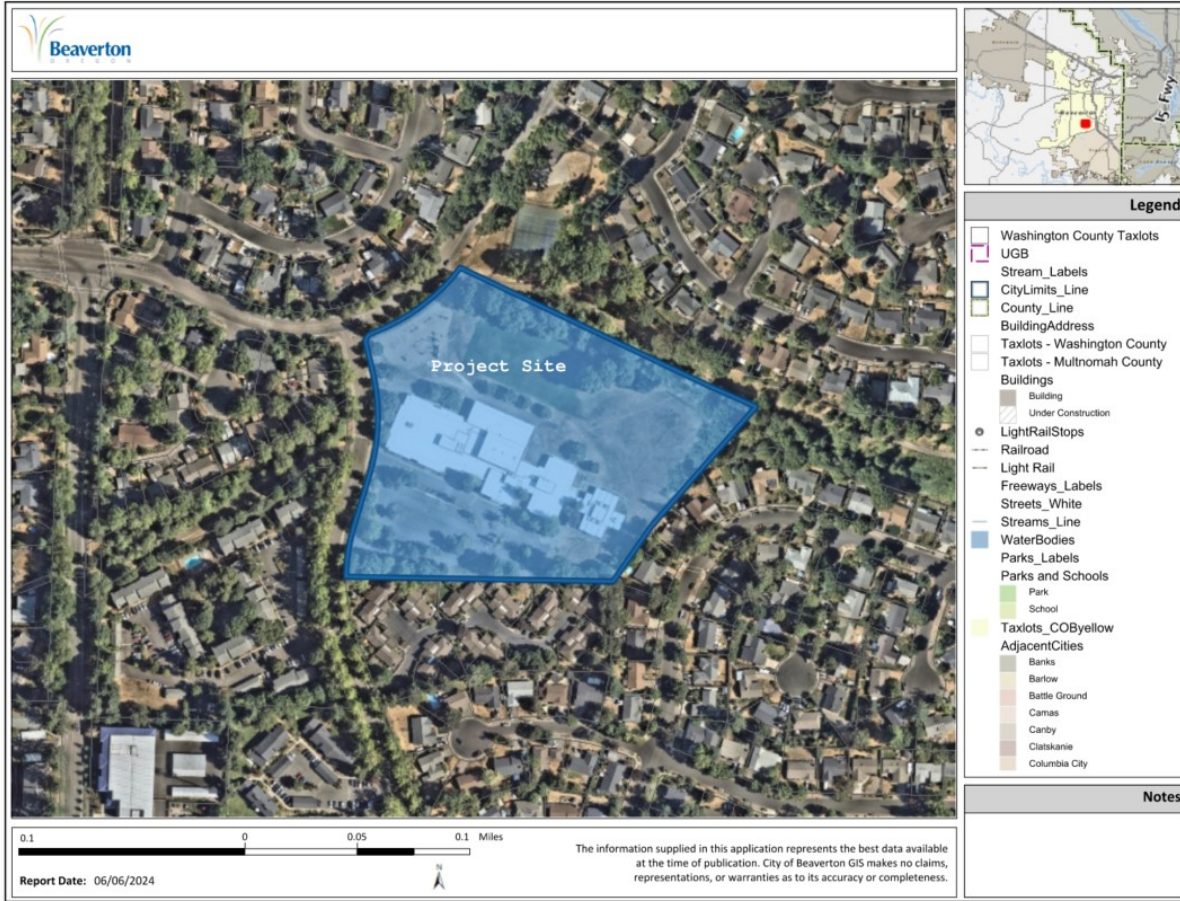 Beaverton
OREGON
Project Site
I5 Fwy
Legend
Washington County Taxlots
UGB
Stream_Labels
CityLimits_Line
County_Line
BuildingAddress
Taxlots - Washington County
Taxlots - Multnomah County
Buildings
Building
Under Construction
LightRailStops
Railroad
Light Rail
Freeways_Labels
Streets_White
Streams_Line
WaterBodies
Parks_Labels
Parks and Schools
Park
School
Taxlots_COByellow
AdjacentCities
Banks
Barlow
Battle Ground
Camas
Canby
Clatskanie
Columbia City
Notes
0.1 0 0.05 0.1 Miles
Report Date: 06/06/2024
N
The information supplied in this application represents the best data available
at the time of publication. City of Beaverton GIS makes no claims,
representations, or warranties as to its accuracy or completeness.